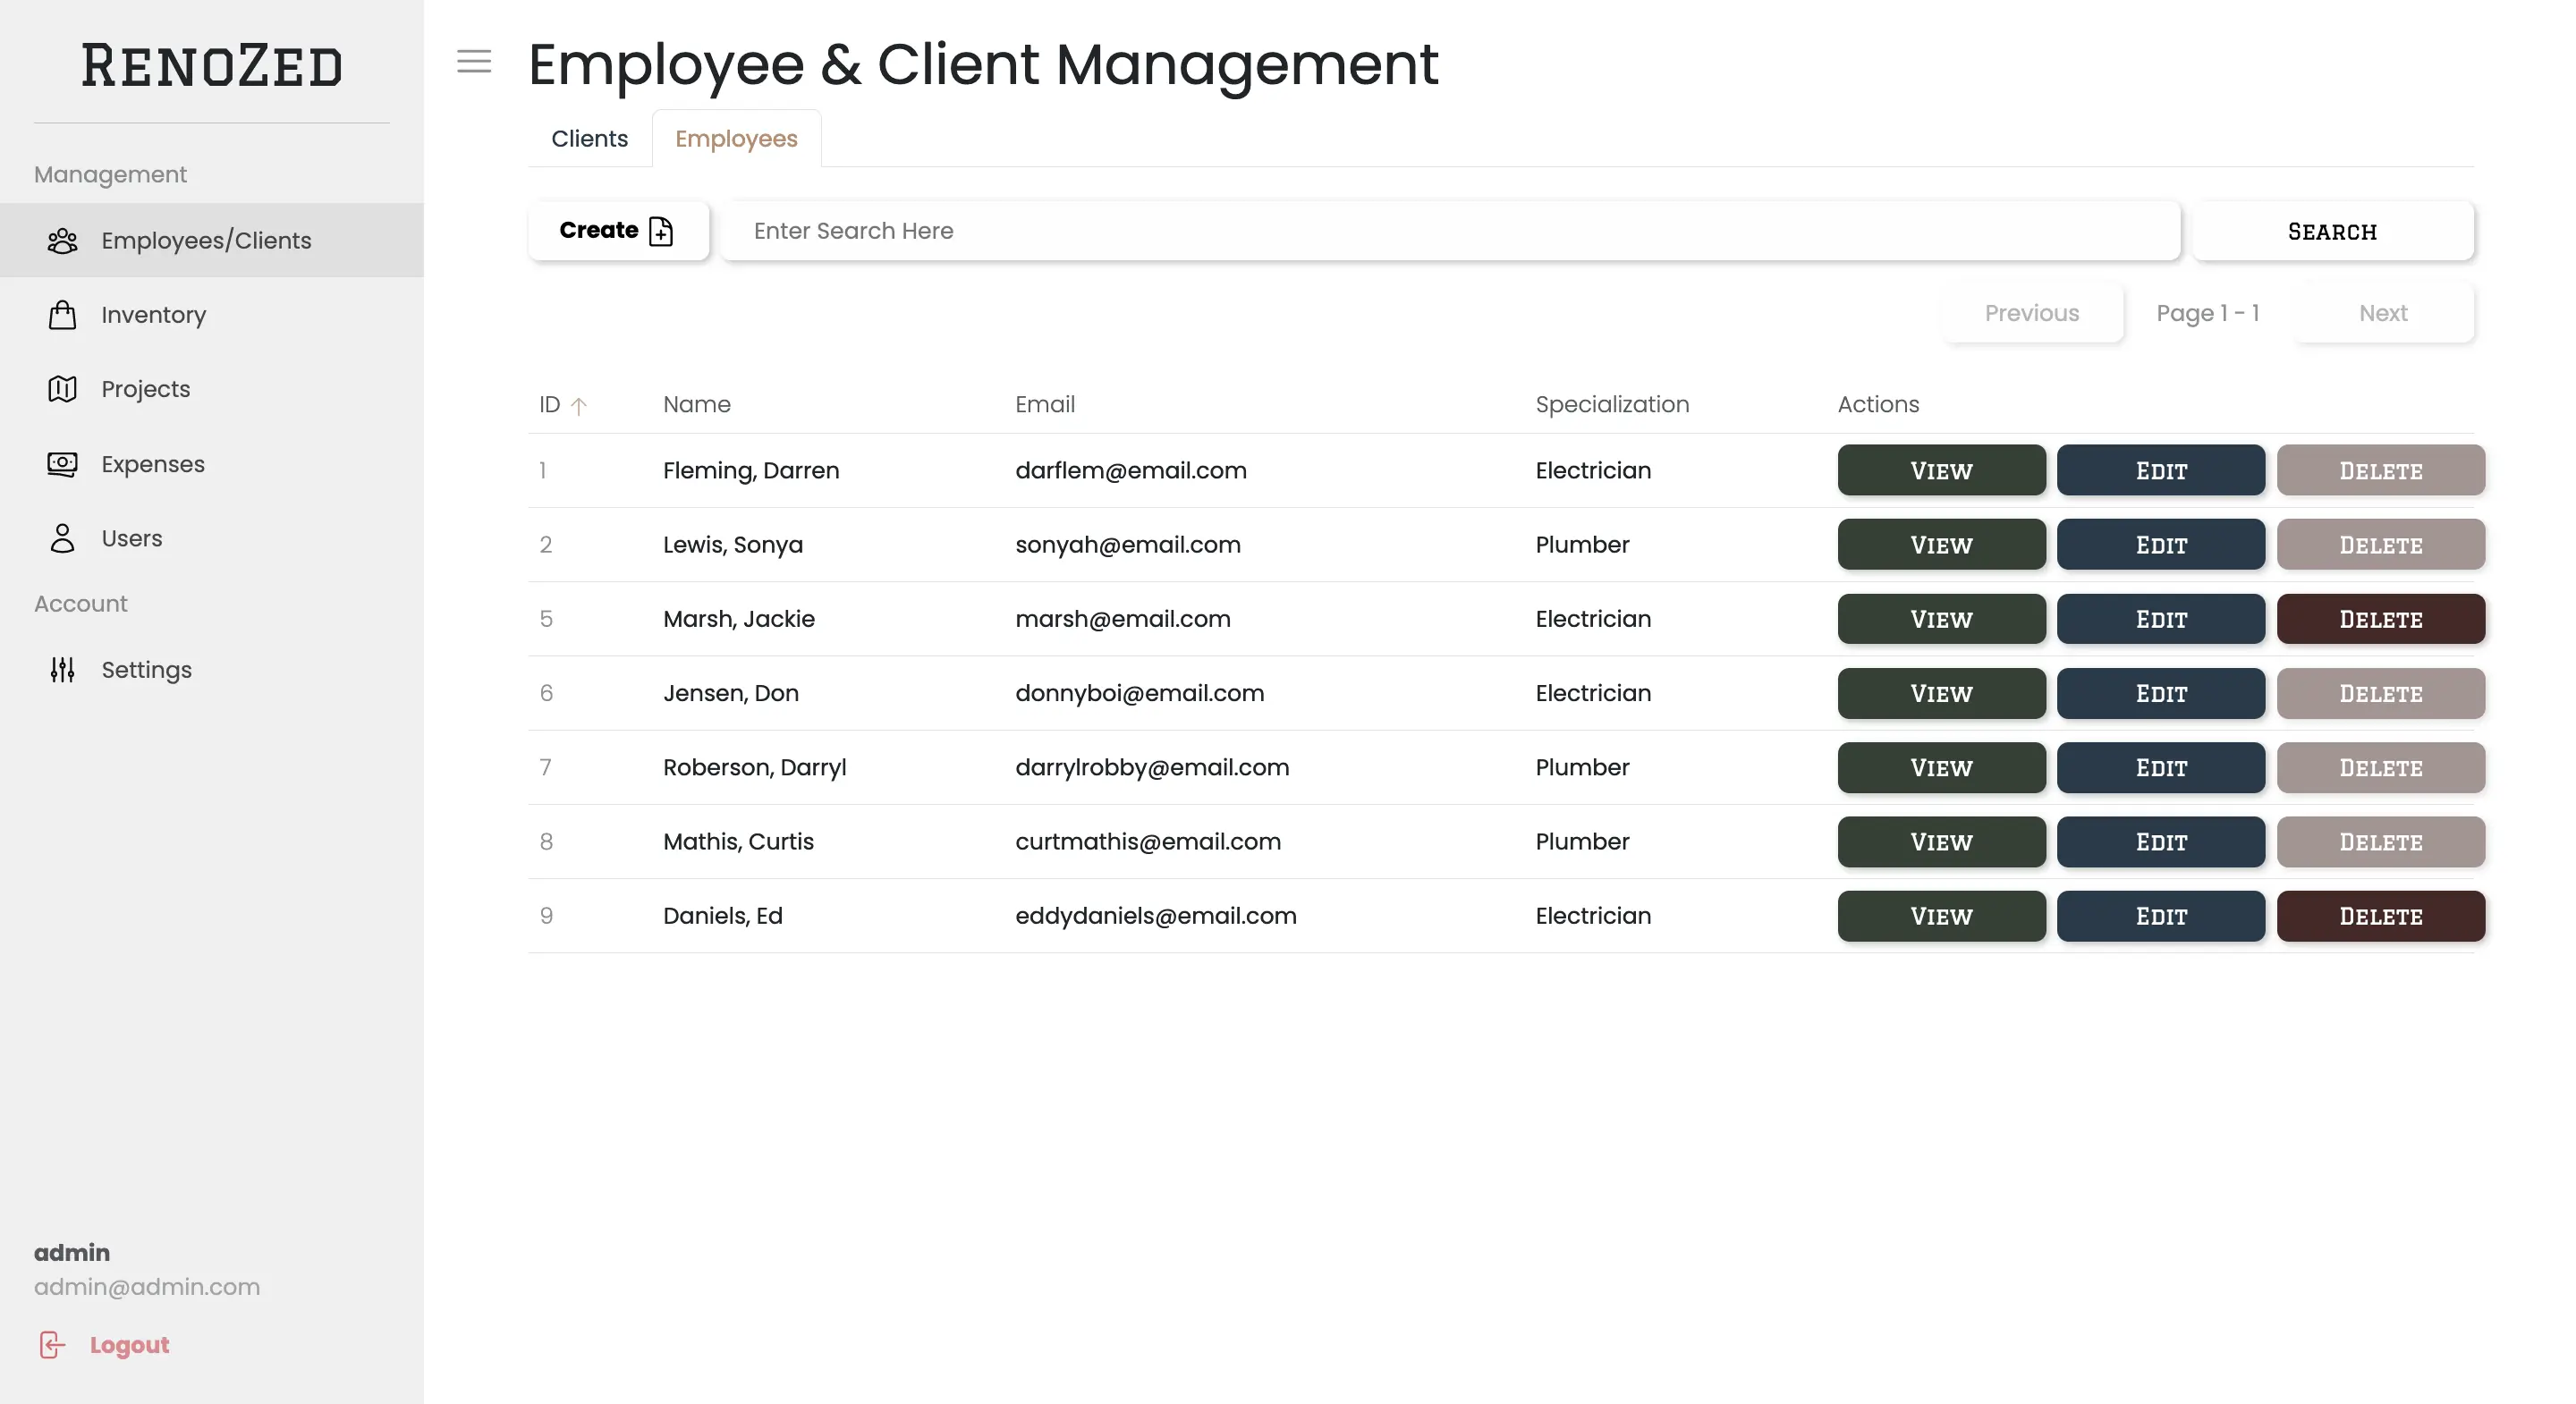 RenoZed
Management
Employees/Clients
Inventory
Projects
Expenses
Users
Account
Settings
admin
admin@admin.com
Logout
Employee & Client Management
Clients Employees
Create Enter Search Here Search
Previous Page 1 - 1 Next
ID Name Email Specialization Actions
1 Fleming, Darren darflem@email.com Electrician View Edit Delete
2 Lewis, Sonya sonyah@email.com Plumber View Edit Delete
5 Marsh, Jackie marsh@email.com Electrician View Edit Delete
6 Jensen, Don donnyboi@email.com Electrician View Edit Delete
7 Roberson, Darryl darrylrobby@email.com Plumber View Edit Delete
8 Mathis, Curtis curtmathis@email.com Plumber View Edit Delete
9 Daniels, Ed eddydaniels@email.com Electrician View Edit Delete